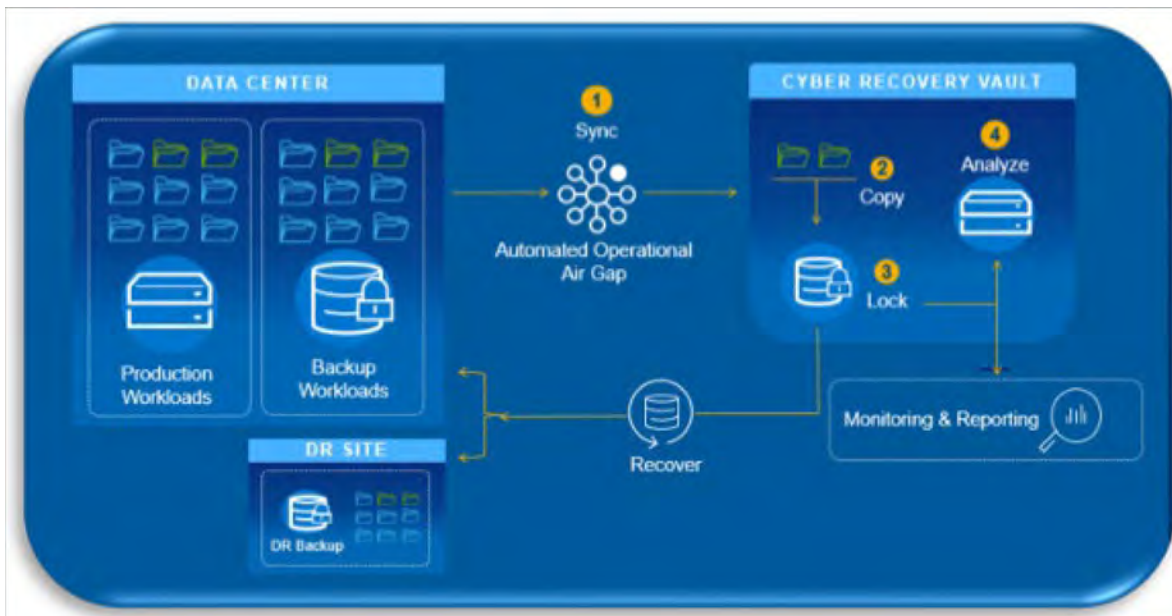 DATA CENTER
Production
Workloads
Backup
Workloads
1
Sync
Automated Operational
Air Gap
CYBER RECOVERY VAULT
2
Copy
3
Lock
4
Analyze
Monitoring & Reporting
Recover
DR SITE
DR Backup